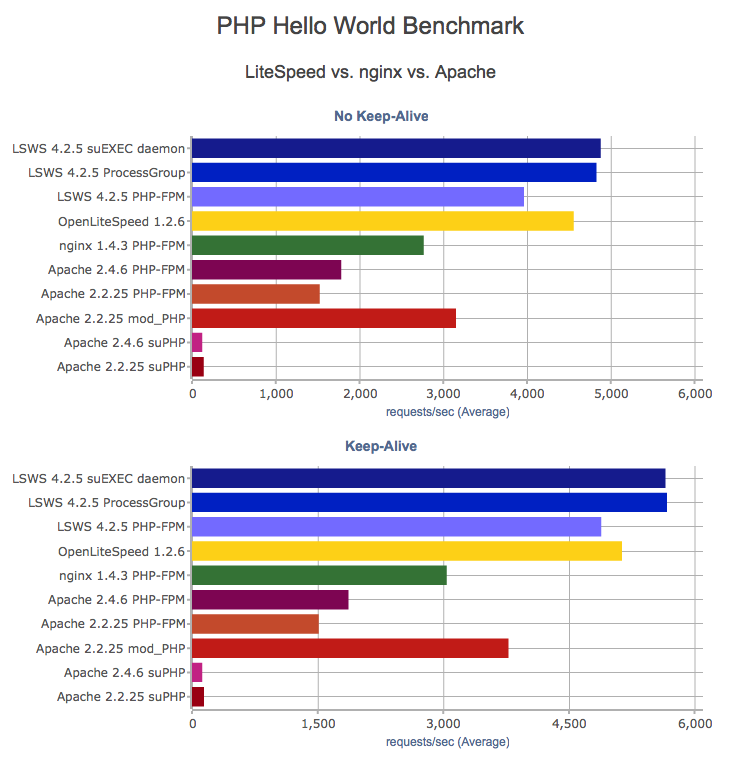 PHP Hello World Benchmark
LiteSpeed vs. nginx vs. Apache
No Keep-Alive
LSWS 4.2.5 suEXEC daemon
LSWS 4.2.5 ProcessGroup
LSWS 4.2.5 PHP-FPM
OpenLiteSpeed 1.2.6
nginx 1.4.3 PHP-FPM
Apache 2.4.6 PHP-FPM
Apache 2.2.25 PHP-FPM
Apache 2.2.25 mod_PHP
Apache 2.4.6 suPHP
Apache 2.2.25 suPHP
0 1,000 2,000 3,000 4,000 5,000 6,000
requests/sec (Average)
Keep-Alive
LSWS 4.2.5 suEXEC daemon
LSWS 4.2.5 ProcessGroup
LSWS 4.2.5 PHP-FPM
OpenLiteSpeed 1.2.6
nginx 1.4.3 PHP-FPM
Apache 2.4.6 PHP-FPM
Apache 2.2.25 PHP-FPM
Apache 2.2.25 mod_PHP
Apache 2.4.6 suPHP
Apache 2.2.25 suPHP
0 1,500 3,000 4,500 6,000
requests/sec (Average)